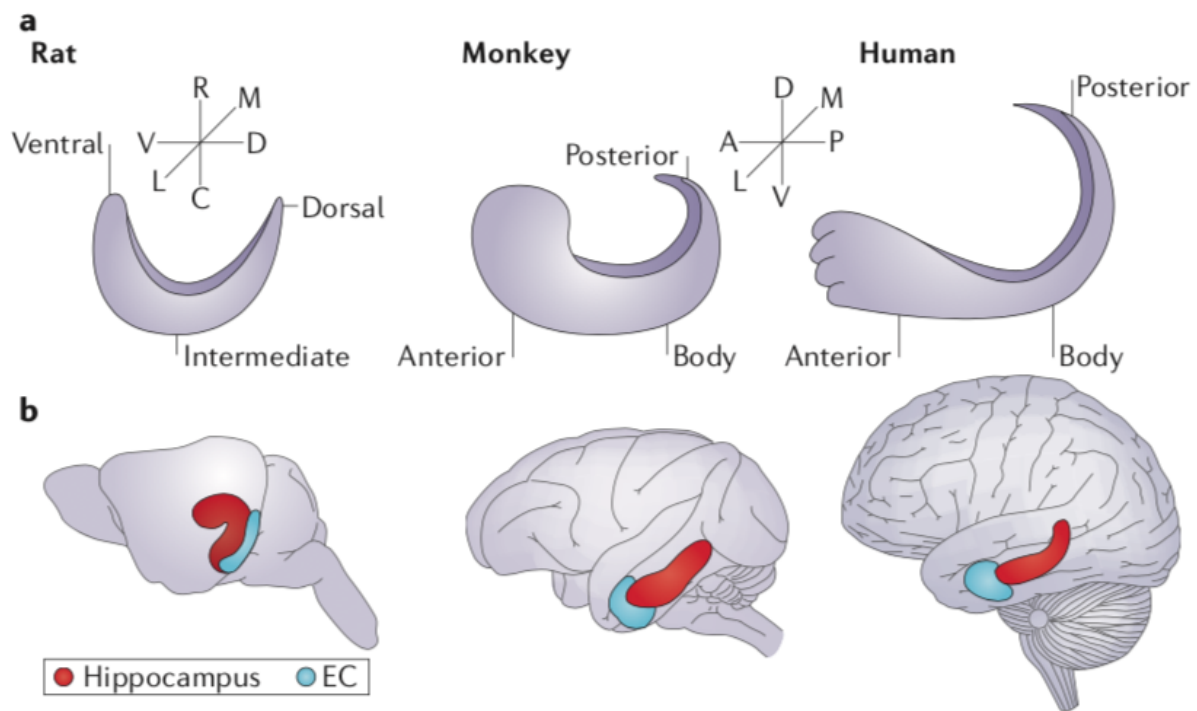 a
Rat
Monkey
Human
R
M
V
D
L
C
Ventral
Dorsal
Intermediate
D
M
A
P
L
V
Posterior
Anterior
Body
Posterior
Anterior
Body
b
Hippocampus
EC